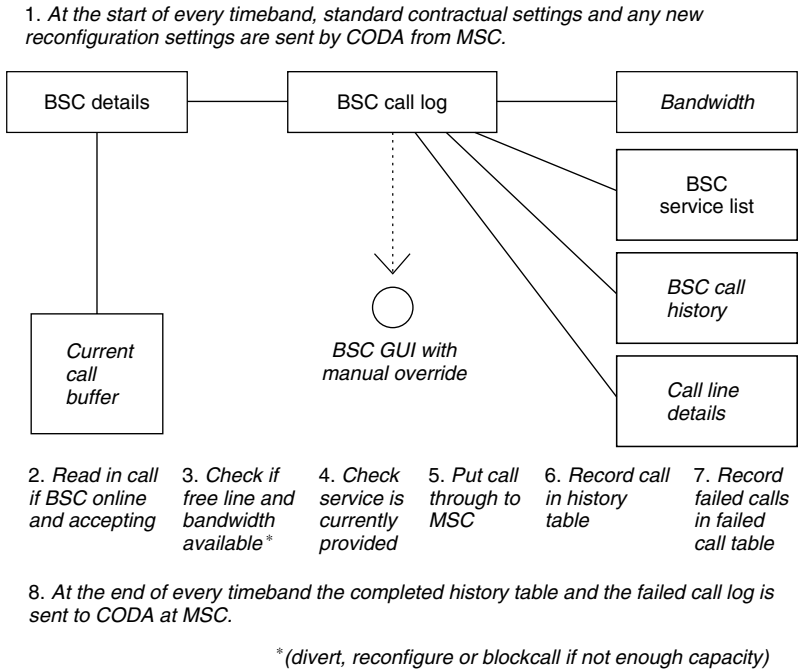 1. At the start of every timeband, standard contractual settings and any new
reconfiguration settings are sent by CODA from MSC.
BSC details
BSC call log
Bandwidth
BSC
service list
BSC call
history
Call line
details
Current
call
buffer
BSC GUI with
manual override
2. Read in call
if BSC online
and accepting
3. Check if
free line and
bandwidth
available*
4. Check
service is
currently
provided
5. Put call
through to
MSC
6. Record call
in history
table
7. Record
failed calls
in failed
call table
8. At the end of every timeband the completed history table and the failed call log is
sent to CODA at MSC.
*(divert, reconfigure or blockcall if not enough capacity)